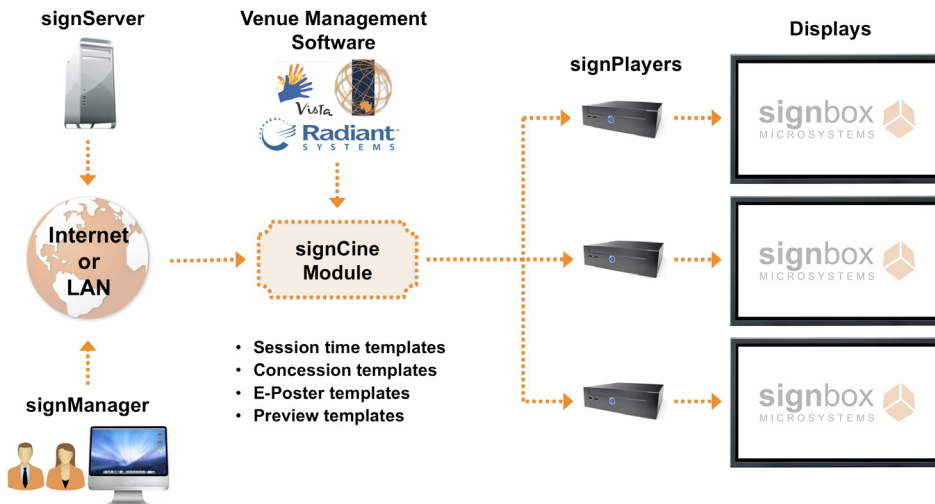 signServer
Venue Management
Software
Vista
Radiant®
SYSTEMS
signPlayers
Displays
signbox
MICROSYSTEMS
Internet
or
LAN
signCine
Module
signbox
MICROSYSTEMS
• Session time templates
• Concession templates
• E-Poster templates
• Preview templates
signManager
signbox
MICROSYSTEMS